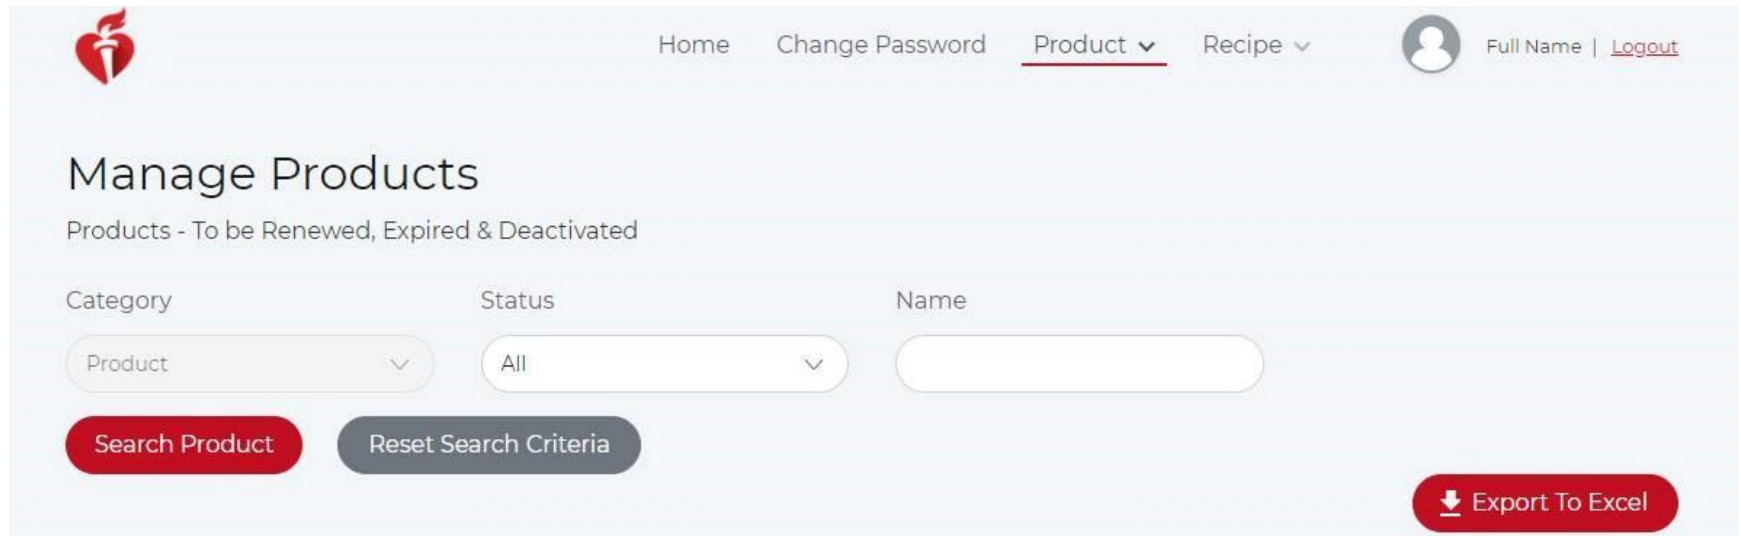 Home Change Password Product Recipe Full Name | Logout
Manage Products
Products - To be Renewed, Expired & Deactivated
Category Status Name
Product All
Search Product Reset Search Criteria
Export To Excel